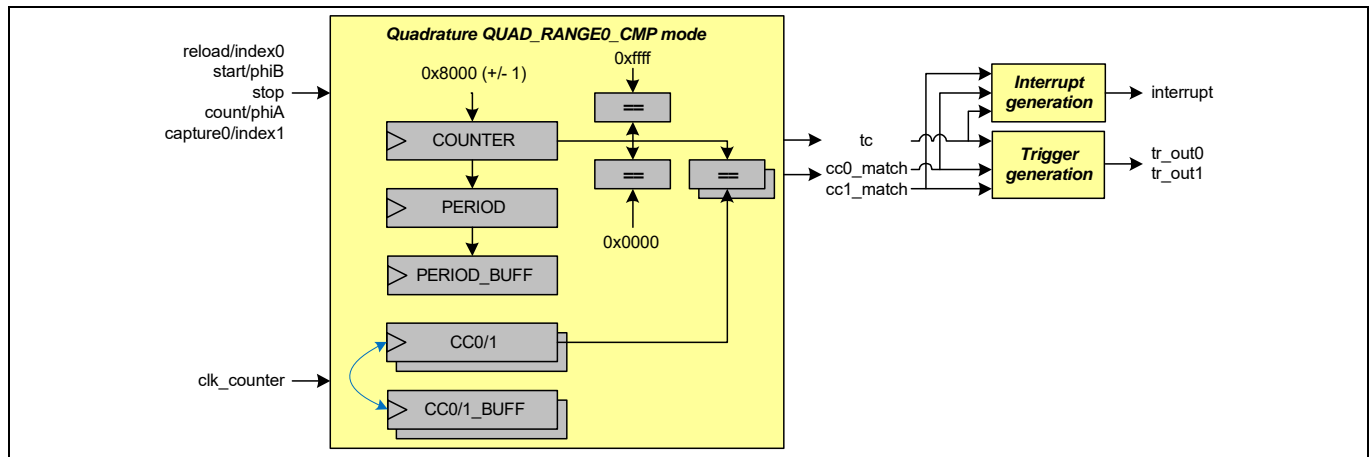 Quadrature QUAD_RANGE0_CMP mode
reload/index0
start/phiB
stop
count/phiA
capture0/index1
clk_counter
0x8000 (+/- 1)
COUNTER
PERIOD
PERIOD_BUFF
CC0/1
CC0/1_BUFF
0xffff
==
==
0x0000
==
tc
cc0_match
cc1_match
Interrupt
generation
interrupt
Trigger
generation
tr_out0
tr_out1